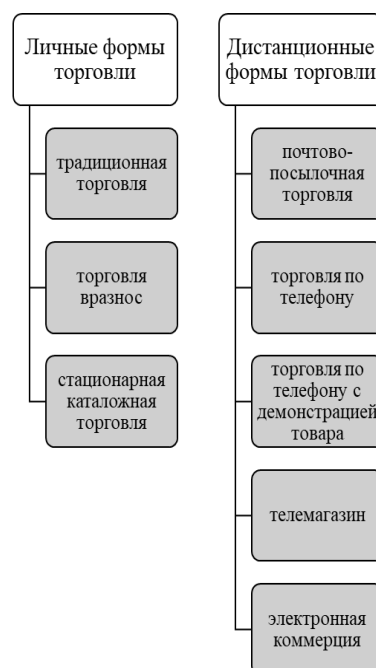 Личные формы
торговли
традиционная
торговля
торговля
вразнос
стационарная
каталожная
торговля
Дистанционные
формы торговли
почтово-
посылочная
торговля
торговля по
телефону
торговля по
телефону с
демонстрацией
товара
телемагазин
электронная
коммерция